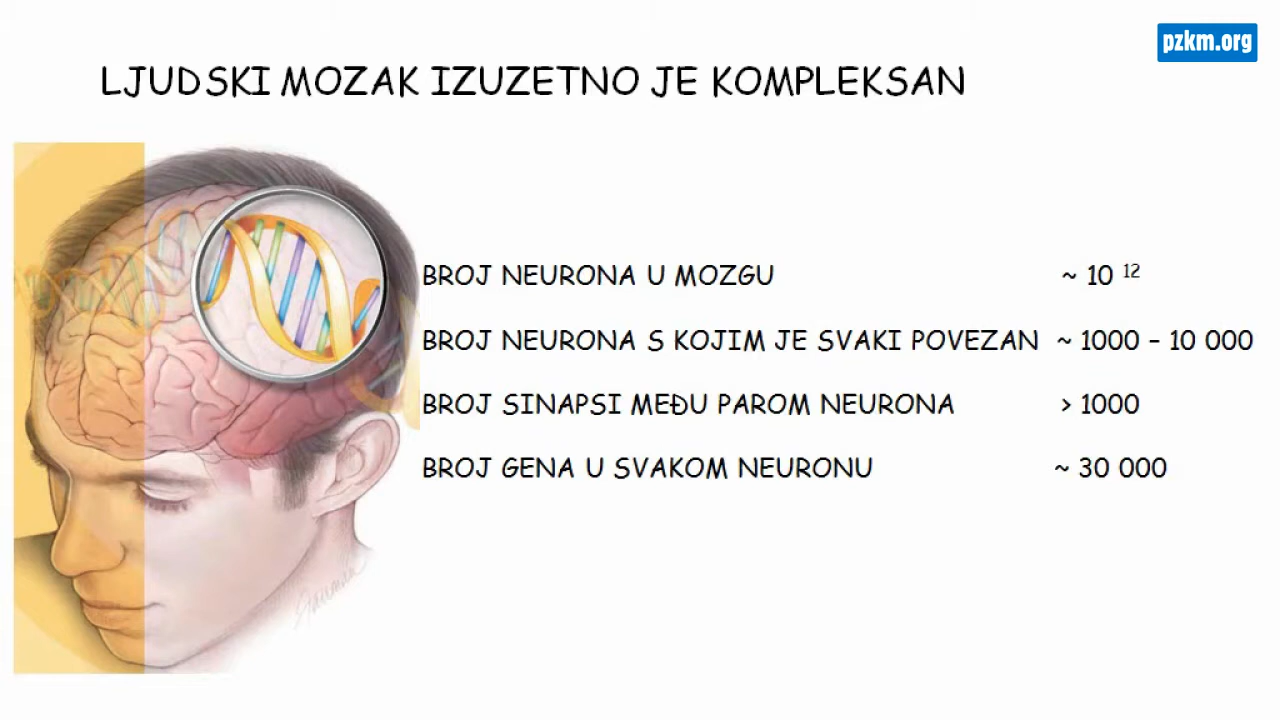 pzkm.org
LJUDSKI MOZAK IZUZETNO JE KOMPLEKSAN
BROJ NEURONA U MOZGU ~ 10 ¹²
BROJ NEURONA S KOJIM JE SVAKI POVEZAN ~ 1000 – 10 000
BROJ SINAPSI MEĐU PAROM NEURONA > 1000
BROJ GENA U SVAKOM NEURONU ~ 30 000